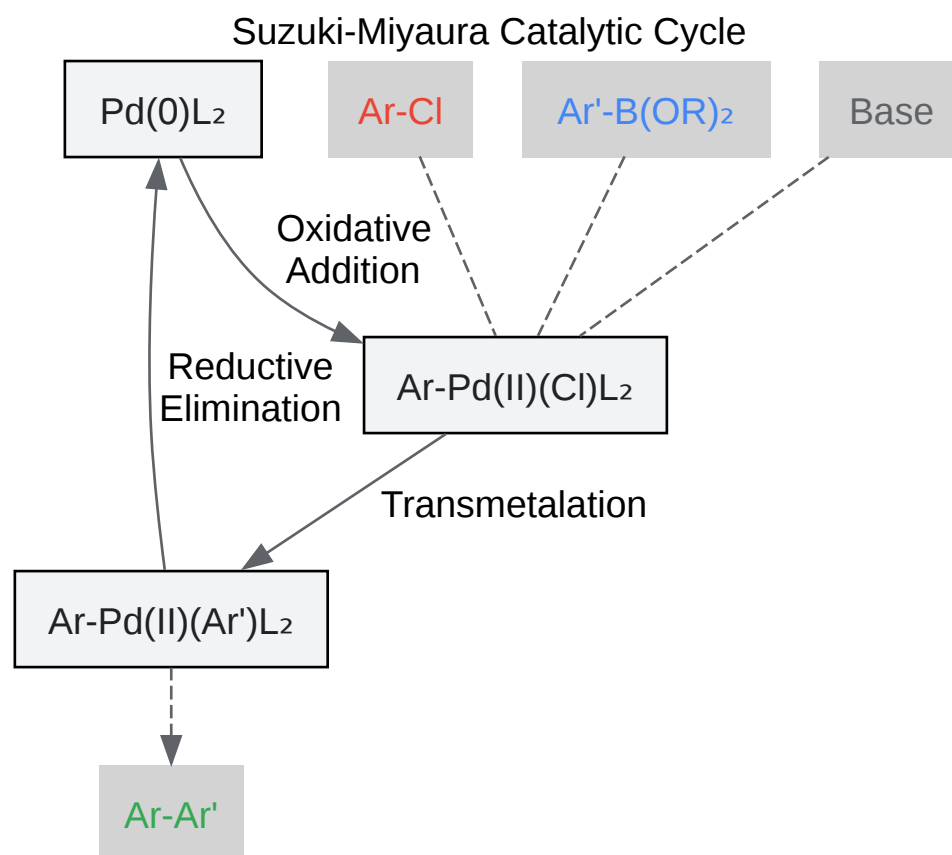 Suzuki-Miyaura Catalytic Cycle
Pd(0)L₂
Ar-Cl
Ar'-B(OR)₂
Base
Oxidative
Addition
Reductive
Elimination
Ar-Pd(II)(Cl)L₂
Transmetalation
Ar-Pd(II)(Ar')L₂
Ar-Ar'